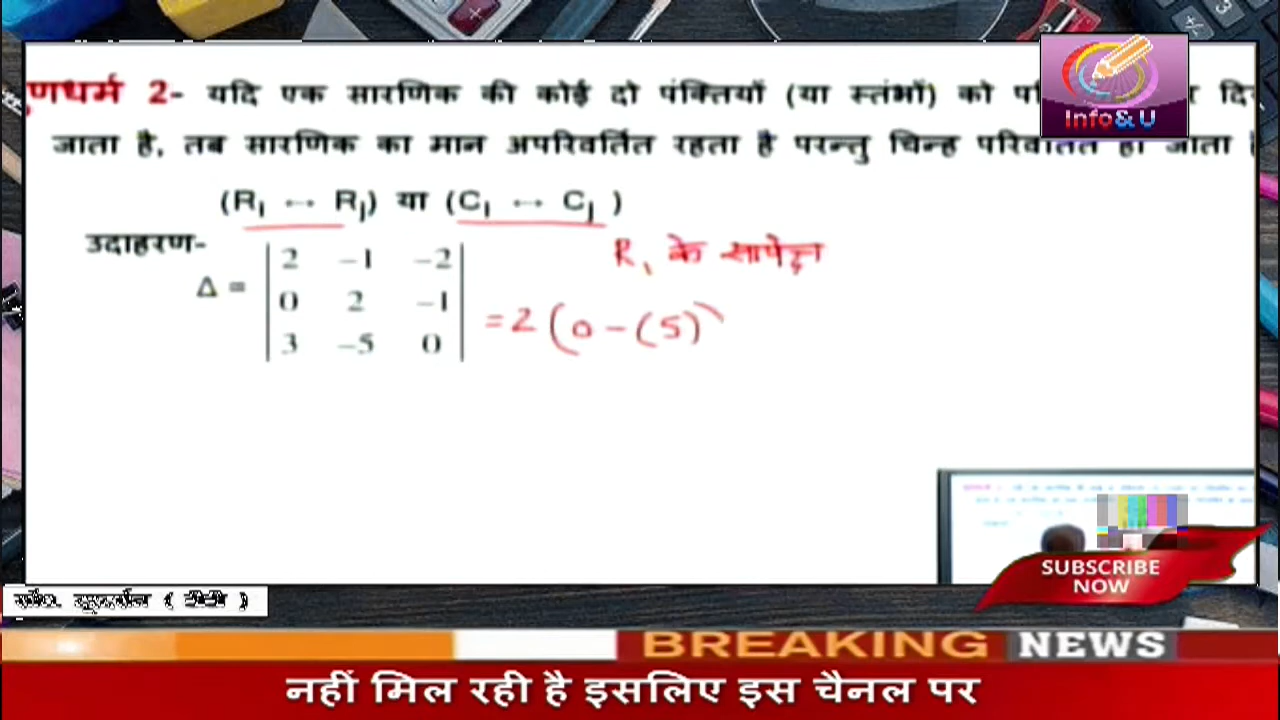 गुणधर्म 2- यदि एक सारणिक की कोई दो पंक्तियों (या स्तंभों) को
जाता है, तब सारणिक का मान अपरिवर्तित रहता है परन्तु चिन्ह परिवर्तित हो जाता है
(Ri ↔ Rj) या (Ci ↔ Cj )
उदाहरण-
R₁ के सापेक्ष
Δ = | 2 -1 -2 |
| 0 2 -1 |
| 3 -5 0 |
= 2 (0 - (5)
Info& U
SUBSCRIBE
NOW
BREAKING NEWS
नहीं मिल रही है इसलिए इस चैनल पर